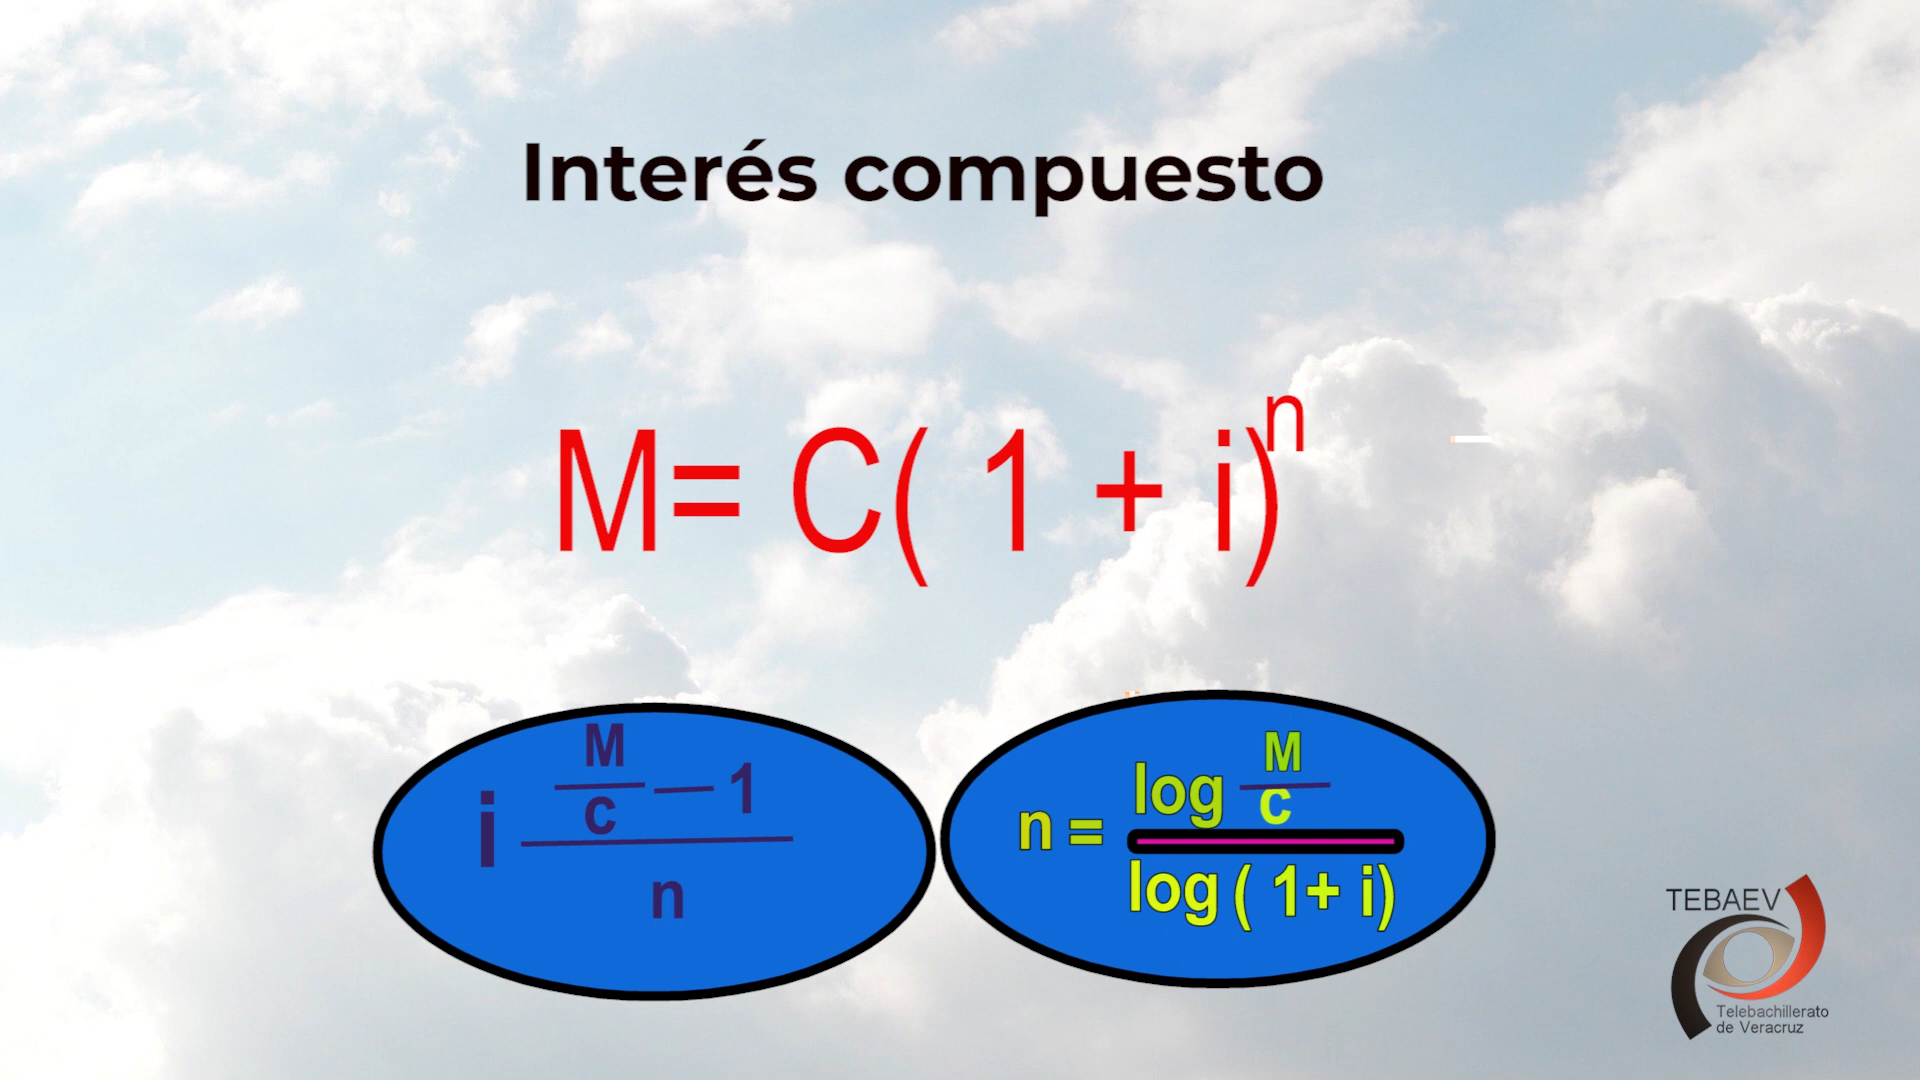 Interés compuesto
M= C( 1 + i)^n
i
M
—
c
— 1
n
n =
log M
—
c
log ( 1+ i)
TEBAEV
Telebachillerato
de Veracruz